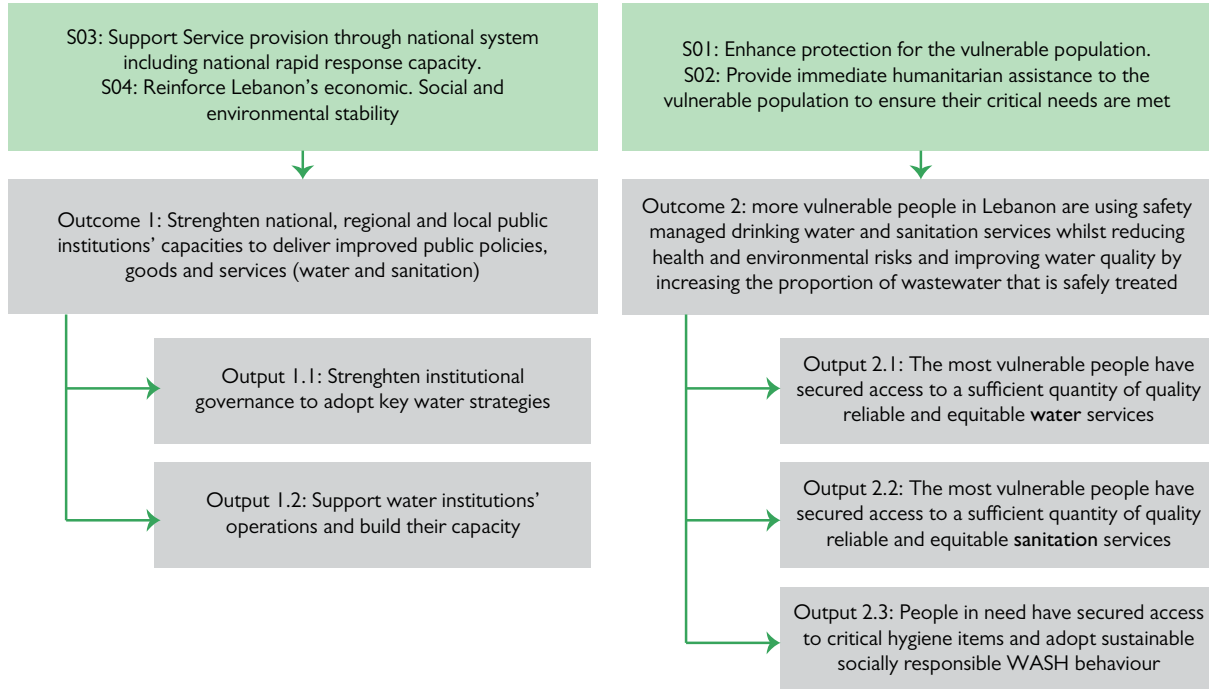 S03: Support Service provision through national system
including national rapid response capacity.
S04: Reinforce Lebanon's economic. Social and
environmental stability
Outcome 1: Strenghten national, regional and local public
institutions' capacities to deliver improved public policies,
goods and services (water and sanitation)
Output 1.1: Strenghten institutional
governance to adopt key water strategies
Output 1.2: Support water institutions'
operations and build their capacity
S01: Enhance protection for the vulnerable population.
S02: Provide immediate humanitarian assistance to the
vulnerable population to ensure their critical needs are met
Outcome 2: more vulnerable people in Lebanon are using safety
managed drinking water and sanitation services whilst reducing
health and environmental risks and improving water quality by
increasing the proportion of wastewater that is safely treated
Output 2.1: The most vulnerable people have
secured access to a sufficient quantity of quality
reliable and equitable water services
Output 2.2: The most vulnerable people have
secured access to a sufficient quantity of quality
reliable and equitable sanitation services
Output 2.3: People in need have secured access
to critical hygiene items and adopt sustainable
socially responsible WASH behaviour